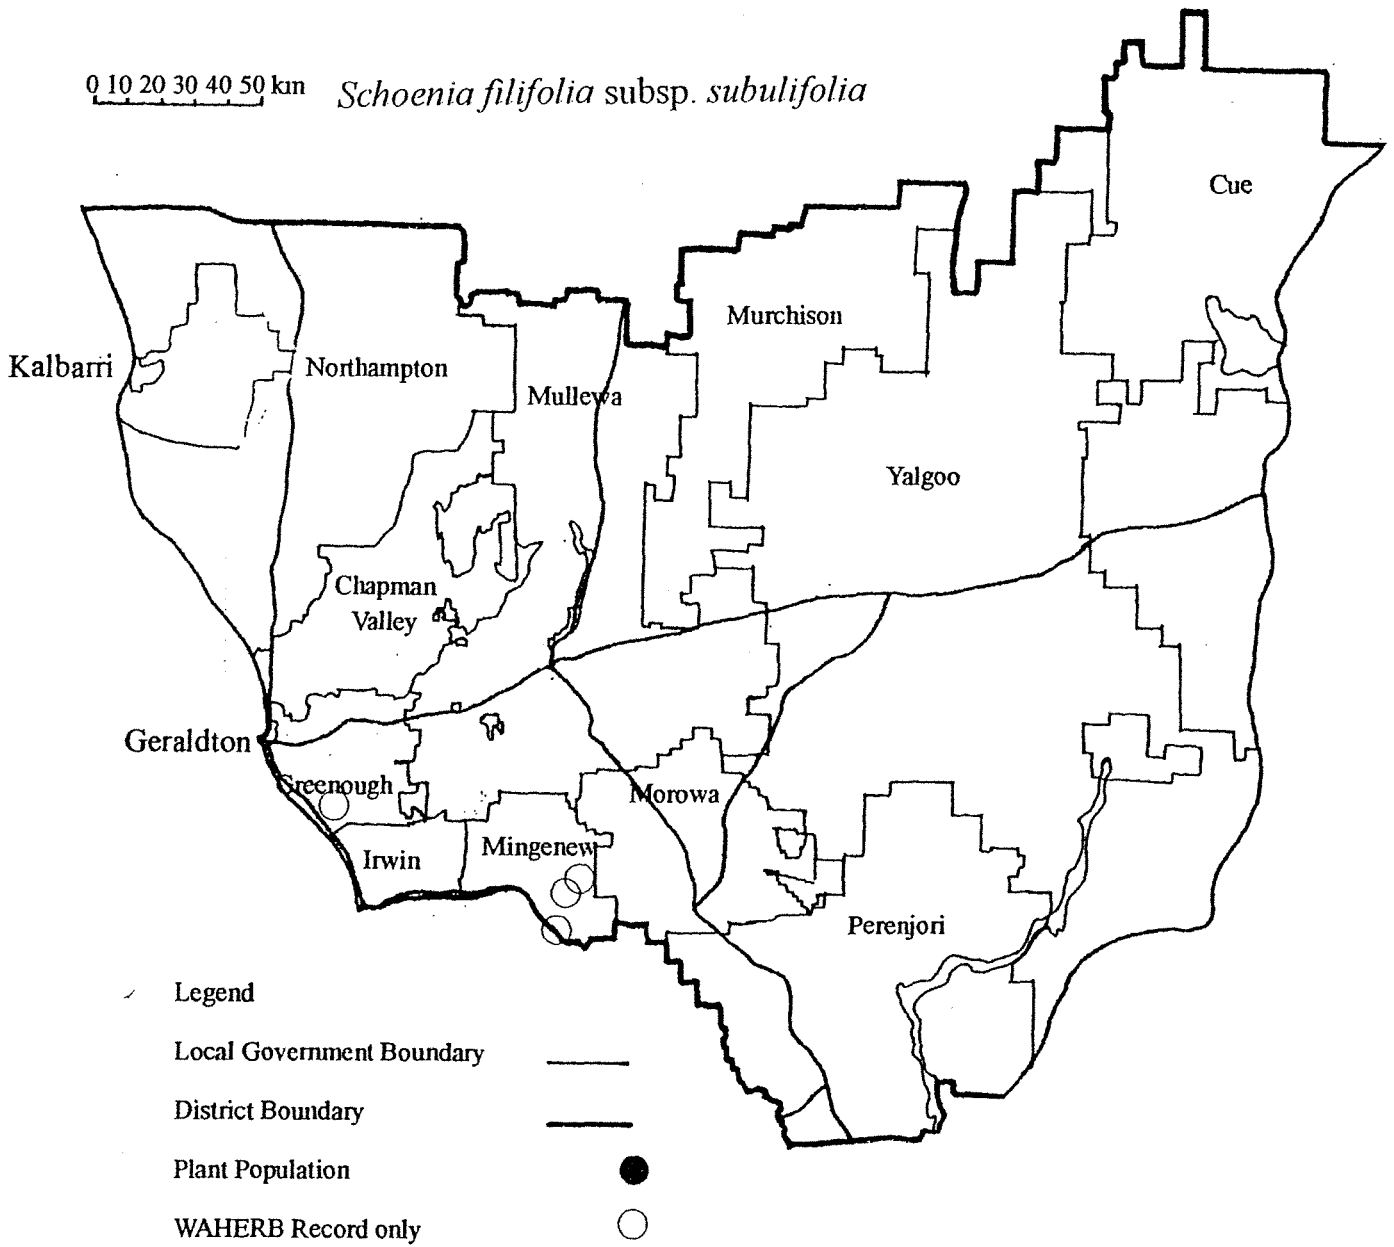 0 10 20 30 40 50 km
Schoenia filifolia subsp. subulifolia
Cue
Murchison
Kalbarri
Northampton
Mullewa
Yalgoo
Chapman
Valley
Geraldton
Greenough
Morowa
Irwin
Mingenew
Perenjori
Legend
Local Government Boundary
District Boundary
Plant Population
WAHERB Record only